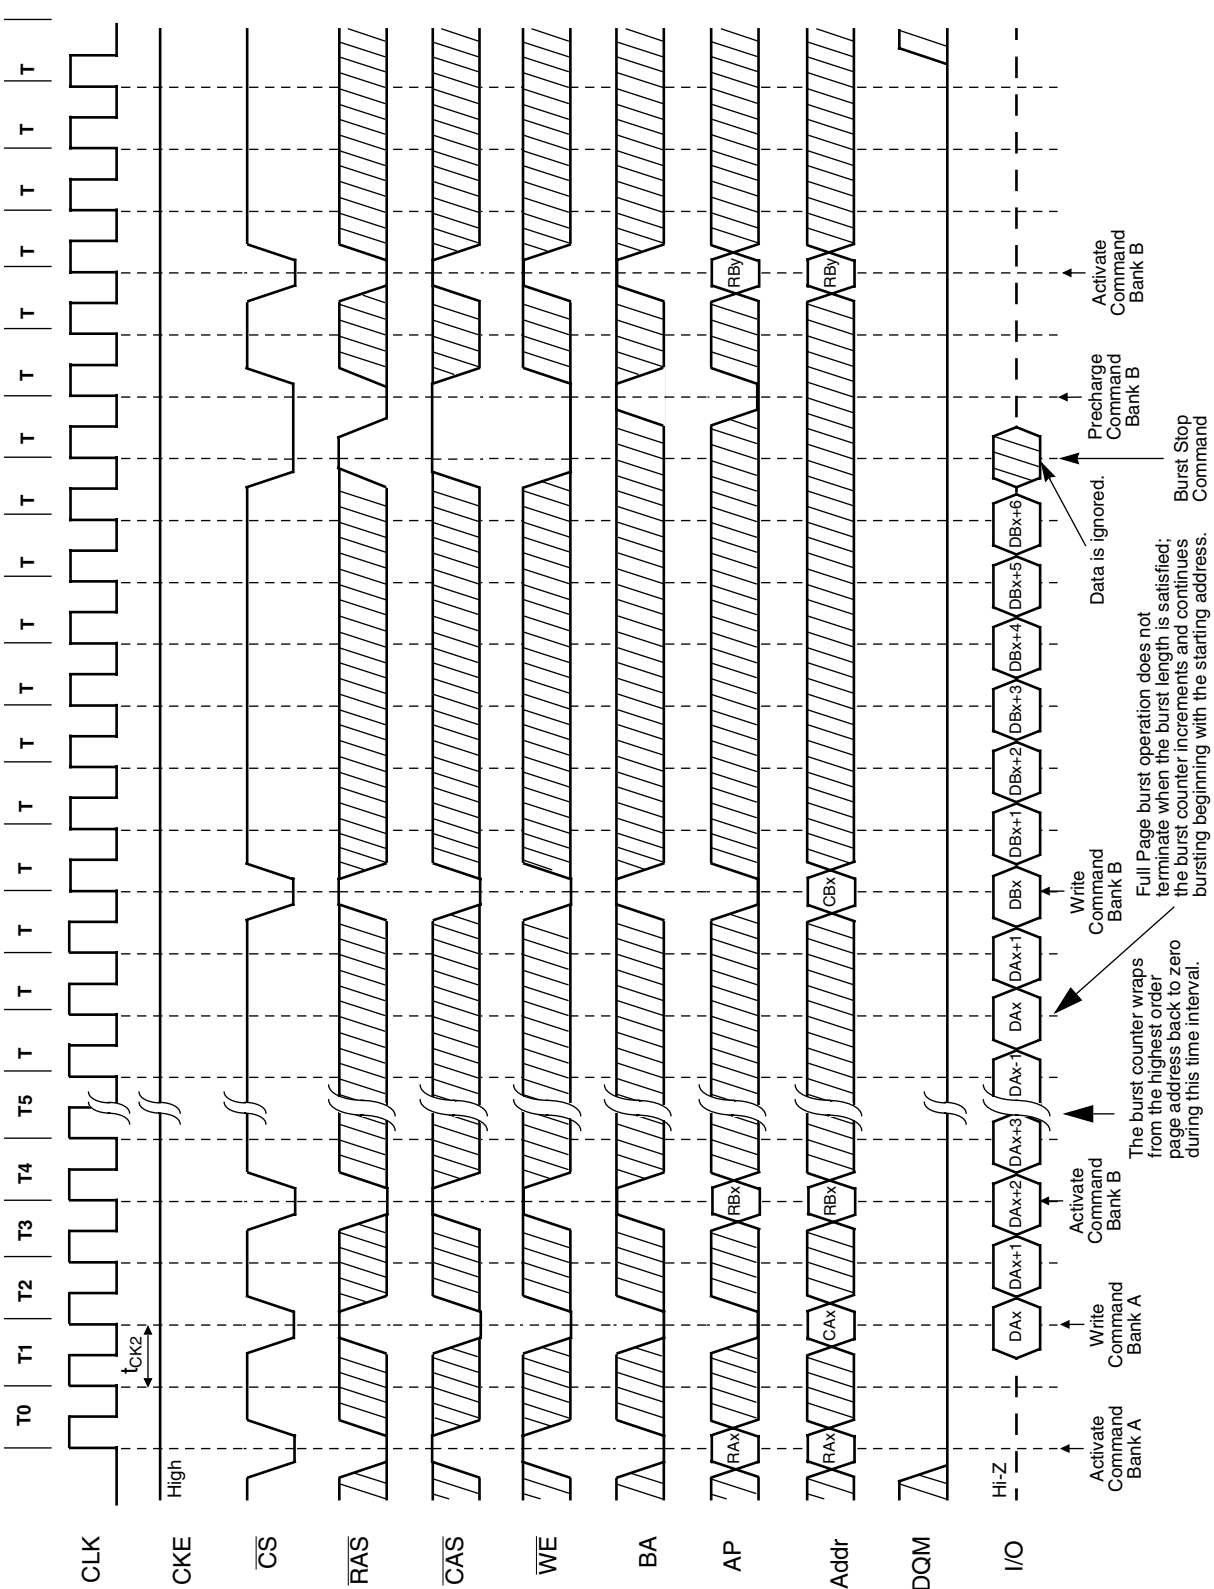 T0 T1 T2 T3 T4 T5 T T T T T T T T T T T T T T T T T
CLK
tCK2
CKE
High
CS
RAS
CAS
WE
BA
AP RAx RBx RBy
Addr RAx CAx RBx CBx RBy
DQM
I/O
Hi-Z
DAx DAx+1 DAx+2 DAx+3 DAx-1 DAx DAx+1 DBx DBx+1 DBx+2 DBx+3 DBx+4 DBx+5 DBx+6
Activate
Command
Bank A
Write
Command
Bank A
Activate
Command
Bank B
The burst counter wraps
from the highest order
page address back to zero
during this time interval.
Write
Command
Bank B
Full Page burst operation does not
terminate when the burst length is satisfied;
the burst counter increments and continues
bursting beginning with the starting address.
Data is ignored.
Burst Stop
Command
Precharge
Command
Bank B
Activate
Command
Bank B